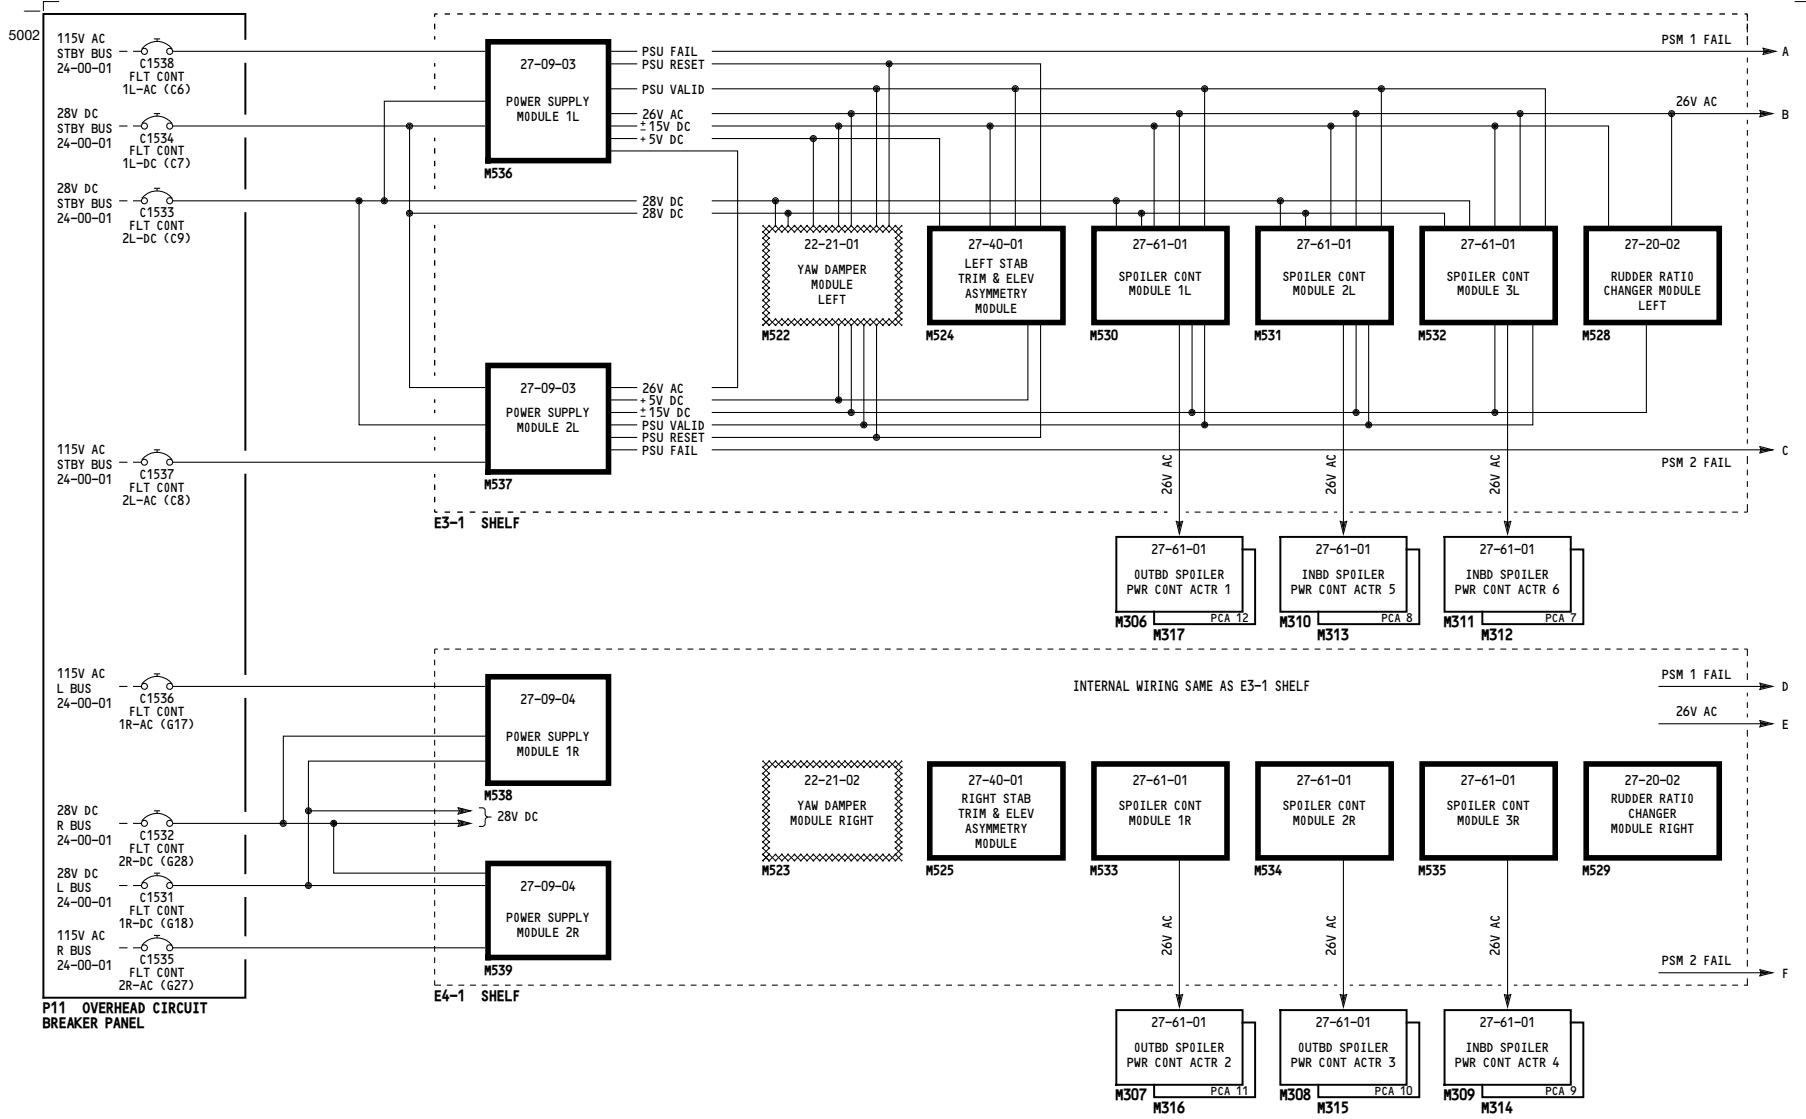 5002
115V AC
STBY BUS
24-00-01
C1538
FLT CONT
1L-AC (C6)
28V DC
STBY BUS
24-00-01
C1534
FLT CONT
1L-DC (C7)
28V DC
STBY BUS
24-00-01
C1533
FLT CONT
2L-DC (C9)
115V AC
STBY BUS
24-00-01
C1537
FLT CONT
2L-AC (C8)
115V AC
L BUS
24-00-01
C1536
FLT CONT
1R-AC (G17)
28V DC
R BUS
24-00-01
C1532
FLT CONT
2R-DC (G28)
28V DC
L BUS
24-00-01
C1531
FLT CONT
1R-DC (G18)
115V AC
R BUS
24-00-01
C1535
FLT CONT
2R-AC (G27)
P11 OVERHEAD CIRCUIT
BREAKER PANEL
27-09-03
POWER SUPPLY
MODULE 1L
M536
PSU FAIL
PSU RESET
PSU VALID
26V AC
±15V DC
+5V DC
28V DC
28V DC
PSM 1 FAIL
A
26V AC
B
22-21-01
YAW DAMPER
MODULE
LEFT
M522
27-40-01
LEFT STAB
TRIM & ELEV
ASYMMETRY
MODULE
M524
27-61-01
SPOILER CONT
MODULE 1L
M530
27-61-01
SPOILER CONT
MODULE 2L
M531
27-61-01
SPOILER CONT
MODULE 3L
M532
27-20-02
RUDDER RATIO
CHANGER MODULE
LEFT
M528
27-09-03
POWER SUPPLY
MODULE 2L
M537
26V AC
+5V DC
±15V DC
PSU VALID
PSU RESET
PSU FAIL
C
PSM 2 FAIL
26V AC
26V AC
26V AC
E3-1 SHELF
27-61-01
OUTBD SPOILER
PWR CONT ACTR 1
PCA 12
M306
M317
27-61-01
INBD SPOILER
PWR CONT ACTR 5
PCA 8
M310
M313
27-61-01
INBD SPOILER
PWR CONT ACTR 6
PCA 7
M311
M312
27-09-04
POWER SUPPLY
MODULE 1R
M538
28V DC
27-09-04
POWER SUPPLY
MODULE 2R
M539
INTERNAL WIRING SAME AS E3-1 SHELF
PSM 1 FAIL
D
26V AC
E
22-21-02
YAW DAMPER
MODULE RIGHT
M523
27-40-01
RIGHT STAB
TRIM & ELEV
ASYMMETRY
MODULE
M525
27-61-01
SPOILER CONT
MODULE 1R
M533
27-61-01
SPOILER CONT
MODULE 2R
M534
27-61-01
SPOILER CONT
MODULE 3R
M535
27-20-02
RUDDER RATIO
CHANGER
MODULE RIGHT
M529
26V AC
26V AC
26V AC
PSM 2 FAIL
F
E4-1 SHELF
27-61-01
OUTBD SPOILER
PWR CONT ACTR 2
PCA 11
M307
M316
27-61-01
OUTBD SPOILER
PWR CONT ACTR 3
PCA 10
M308
M315
27-61-01
INBD SPOILER
PWR CONT ACTR 4
PCA 9
M309
M314